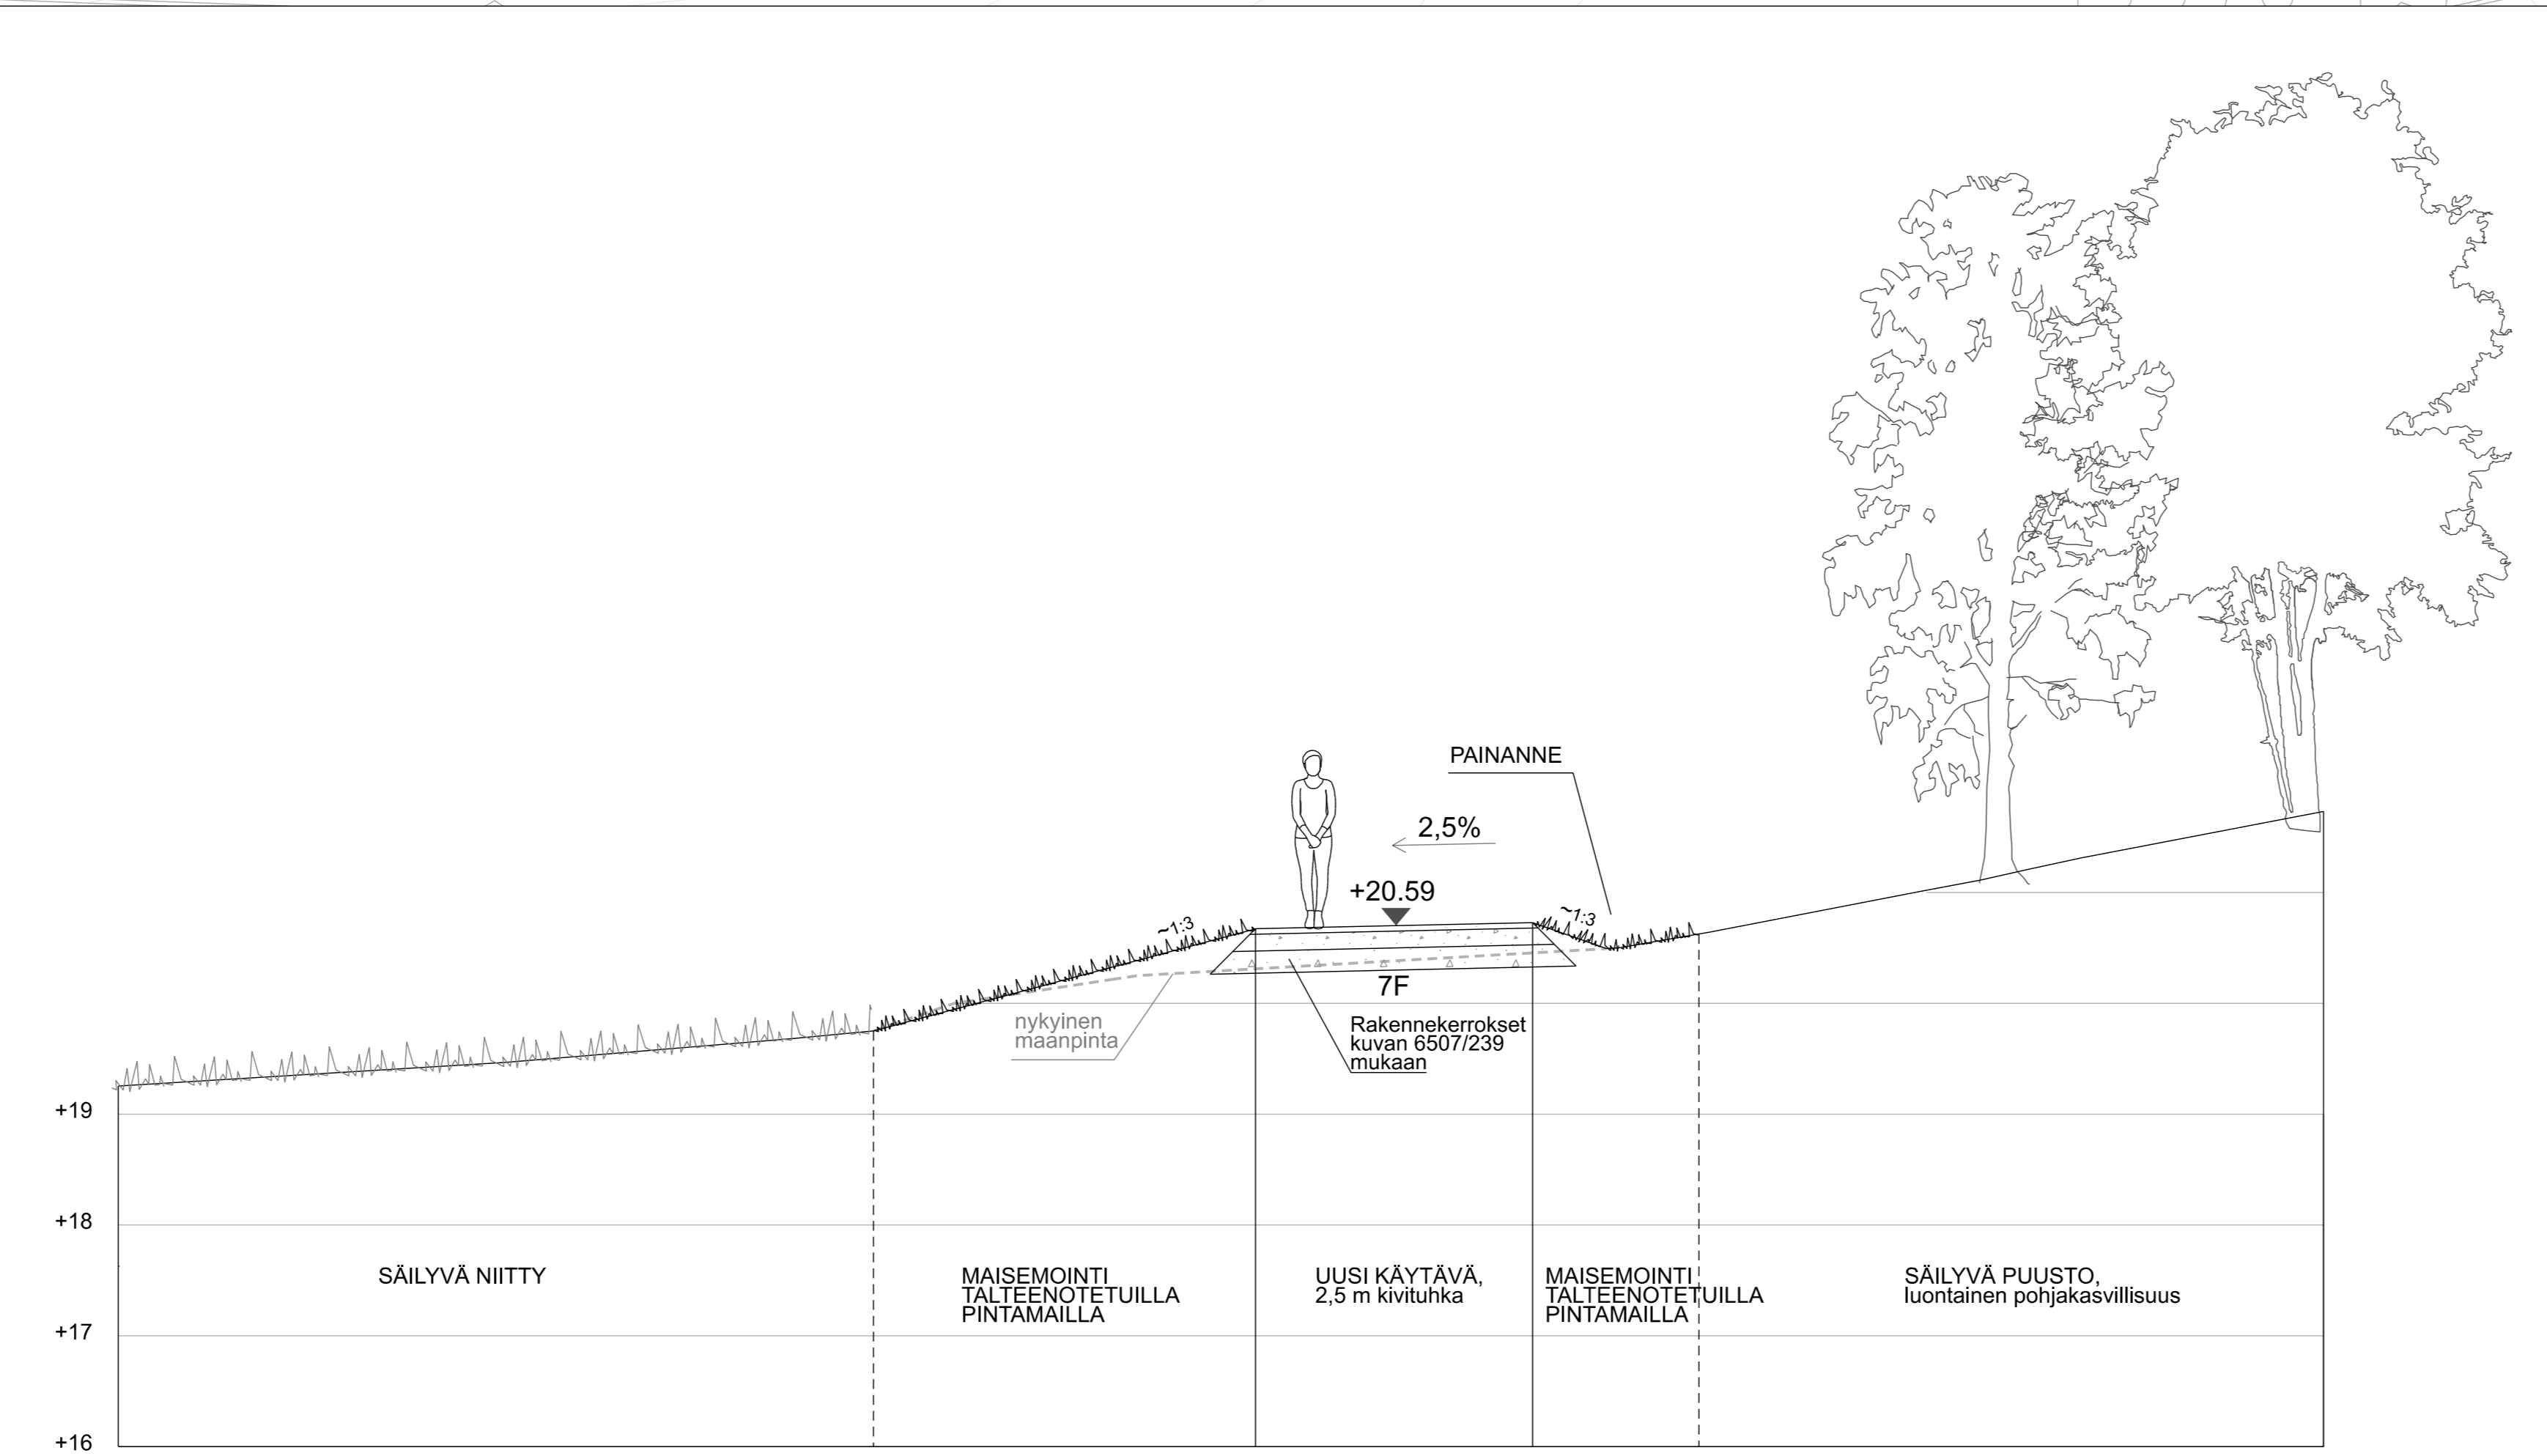 PAINANNE
2,5%
+20.59
~1:3
~1:3
7F
nykyinen
maanpinta
Rakennekerrokset
kuvan 6507/239
mukaan
+19
+18
SÄILYVÄ NIITTY
MAISEMOINTI
TALTEENOTETUILLA
PINTAMAILLA
UUSI KÄYTÄVÄ,
2,5 m kivituhka
MAISEMOINTI
TALTEENOTETUILLA
PINTAMAILLA
SÄILYVÄ PUUSTO,
luontainen pohjakasvillisuus
+17
+16